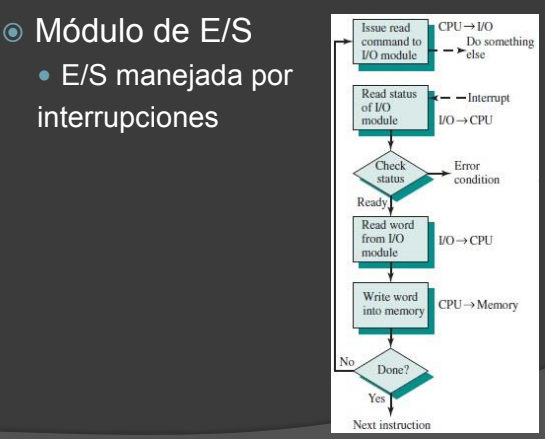 Módulo de E/S
E/S manejada por
interrupciones
Issue read
command to
I/O module
CPU→I/O
Do something
else
Read status
of I/O
module
Interrupt
I/O→CPU
Check
status
Error
condition
Ready
Read word
from I/O
module
I/O→CPU
Write word
into memory
CPU→Memory
No
Done?
Yes
Next instruction